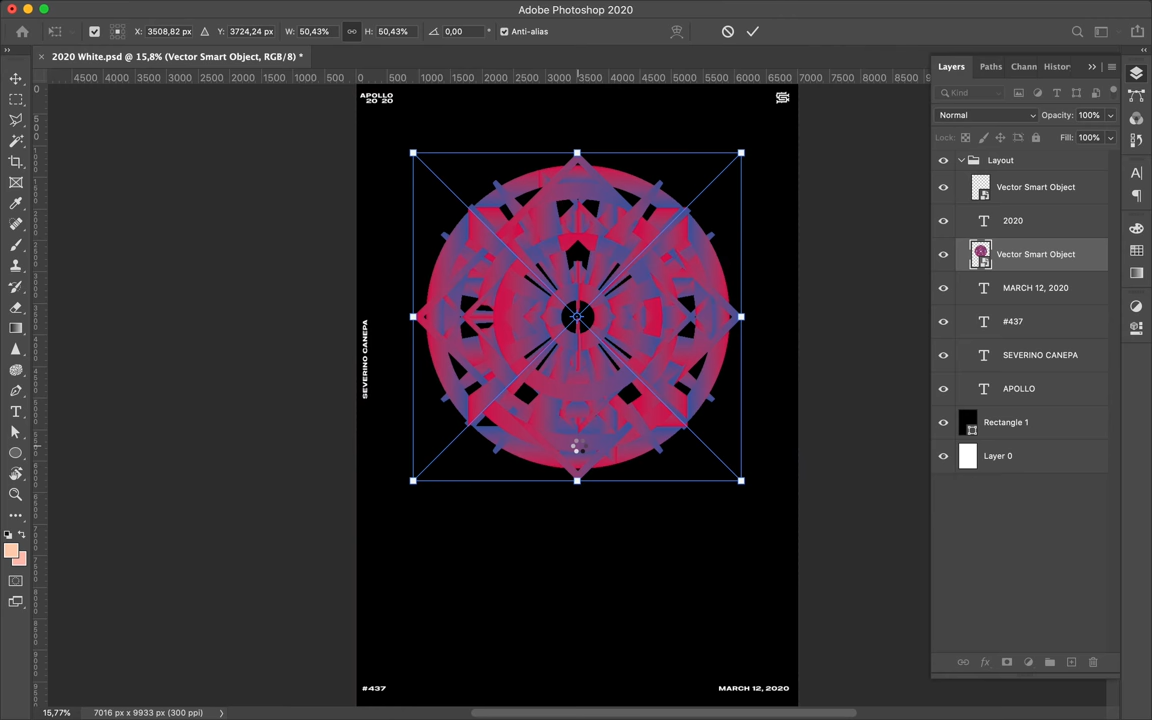 Adobe Photoshop 2020
X: 3508,82 px Y: 3724,24 px W: 50,43% H: 50,43% 0,00 ° Anti-alias
2020 White.psd @ 15,8% (Vector Smart Object, RGB/8) *
4500 4000 3500 3000 2500 2000 1500 1000 500 0 500 1000 1500 2000 2500 3000 3500 4000 4500 5000 5500 6000 6500 7000 7500 8000 8500 9000
Layers Paths Chann Histor
Kind
Normal Opacity: 100%
Lock: Fill: 100%
Layout
Vector Smart Object
2020
Vector Smart Object
MARCH 12, 2020
#437
SEVERINO CANEPA
APOLLO
Rectangle 1
Layer 0
APOLLO
20 20
SEVERINO CANEPA
#437
MARCH 12, 2020
15,77% 7016 px x 9933 px (300 ppi)